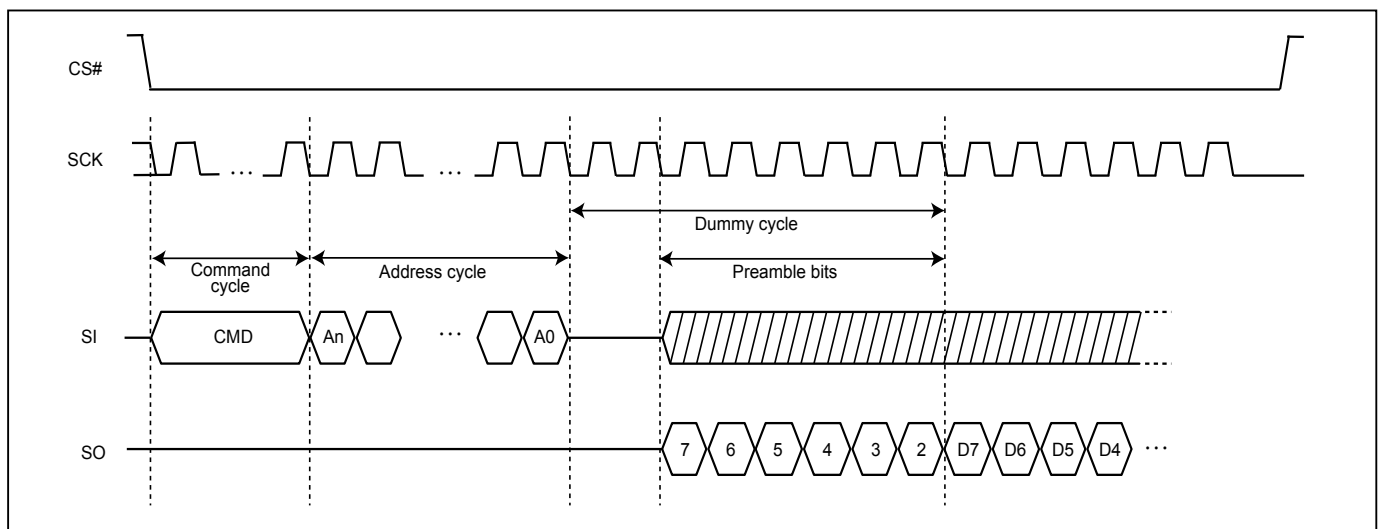 CS#
SCK
...
...
Dummy cycle
Command
cycle
Address cycle
Preamble bits
SI
CMD
An
...
A0
SO
7
6
5
4
3
2
D7
D6
D5
D4
...